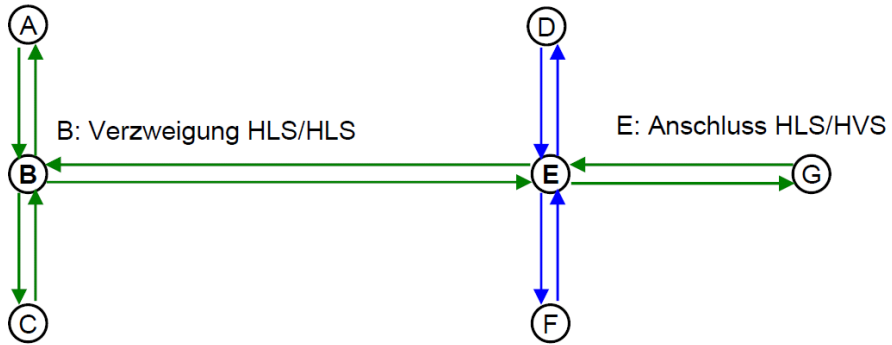 A
D
B: Verzweigung HLS/HLS
E: Anschluss HLS/HVS
B
E
G
C
F